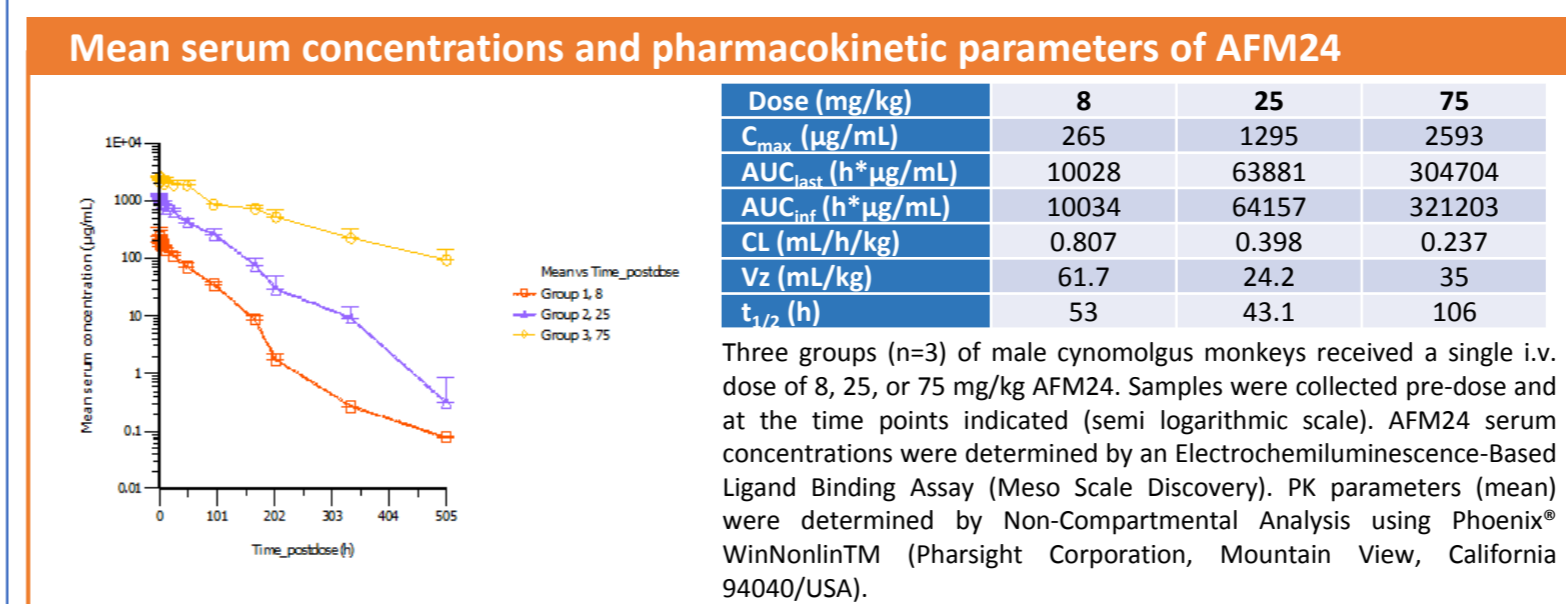 Mean serum concentrations and pharmacokinetic parameters of AFM24
1E+04
1000
100
10
1
0.1
0.01
Mean serum concentration (µg/mL)
0 101 202 303 404 505
Time_postdose (h)
Mean vs Time_postdose
Group 1, 8
Group 2, 25
Group 3, 75
Dose (mg/kg) 8 25 75
Cmax (µg/mL) 265 1295 2593
AUClast (h*µg/mL) 10028 63881 304704
AUCinf (h*µg/mL) 10034 64157 321203
CL (mL/h/kg) 0.807 0.398 0.237
Vz (mL/kg) 61.7 24.2 35
t1/2 (h) 53 43.1 106
Three groups (n=3) of male cynomolgus monkeys received a single i.v.
dose of 8, 25, or 75 mg/kg AFM24. Samples were collected pre-dose and
at the time points indicated (semi logarithmic scale). AFM24 serum
concentrations were determined by an Electrochemiluminescence-Based
Ligand Binding Assay (Meso Scale Discovery). PK parameters (mean)
were determined by Non-Compartmental Analysis using Phoenix®
WinNonlinTM (Pharsight Corporation, Mountain View, California
94040/USA).